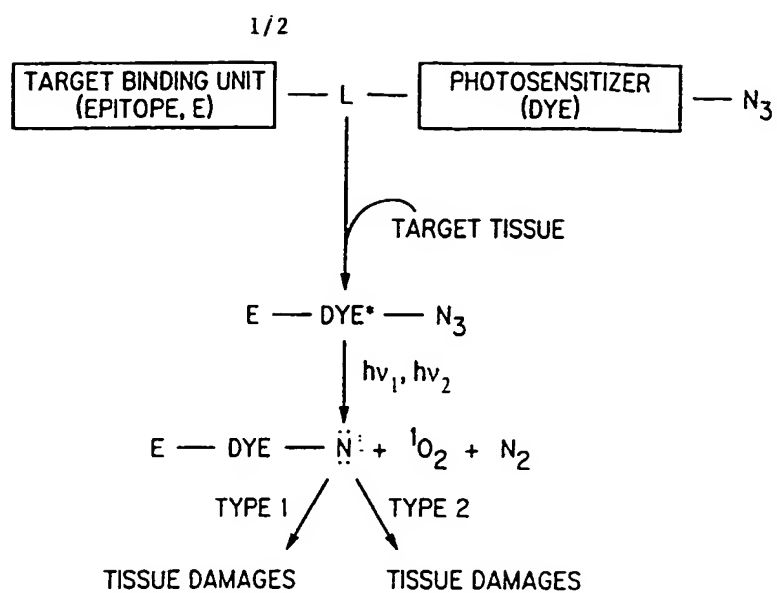 1/2
TARGET BINDING UNIT (EPITOPE, E) — L — PHOTOSENSITIZER (DYE) — N₃
TARGET TISSUE
E — DYE* — N₃
hν₁, hν₂
E — DYE — N + ¹O₂ + N₂
TYPE 1 TYPE 2
TISSUE DAMAGES TISSUE DAMAGES